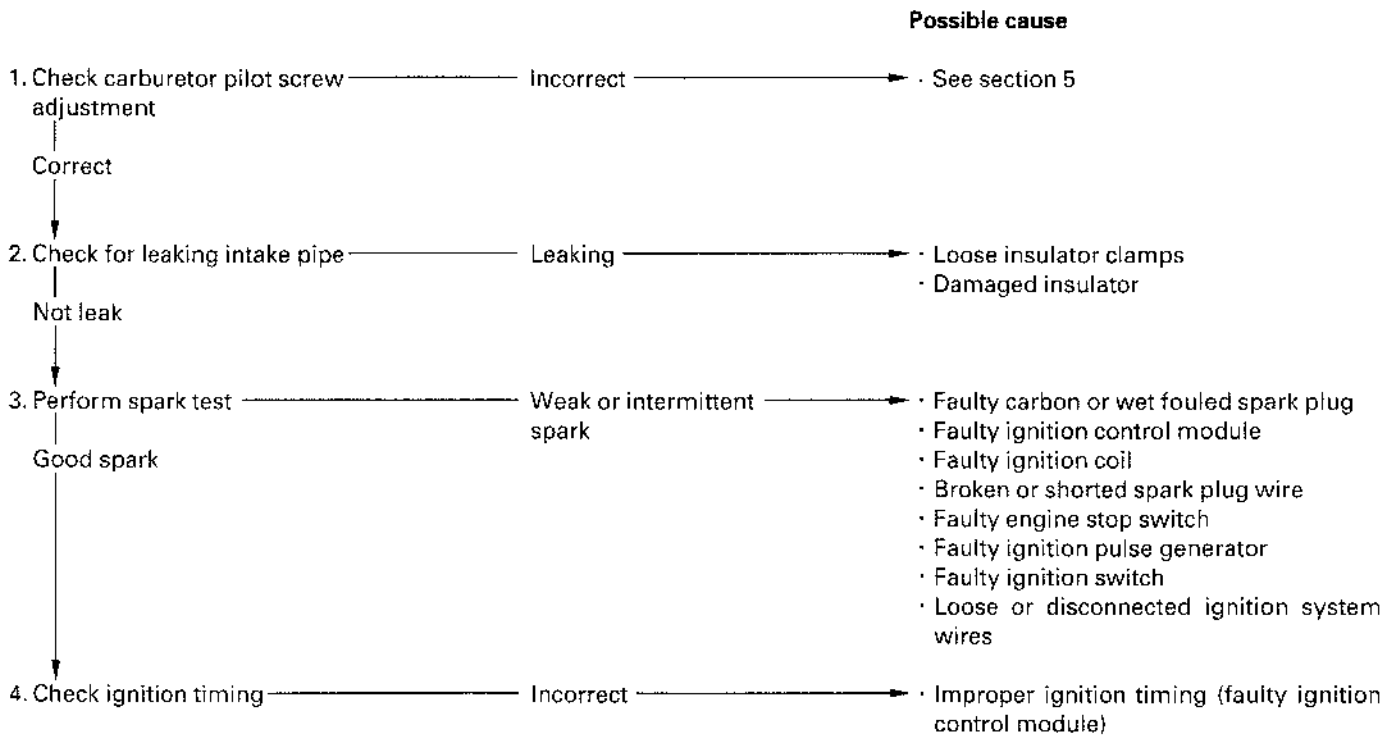 Possible cause
1. Check carburetor pilot screw Incorrect · See section 5
adjustment
Correct
2. Check for leaking intake pipe Leaking · Loose insulator clamps
· Damaged insulator
Not leak
3. Perform spark test Weak or intermittent · Faulty carbon or wet fouled spark plug
spark · Faulty ignition control module
Good spark · Faulty ignition coil
· Broken or shorted spark plug wire
· Faulty engine stop switch
· Faulty ignition pulse generator
· Faulty ignition switch
· Loose or disconnected ignition system
wires
4. Check ignition timing Incorrect · Improper ignition timing (faulty ignition
control module)